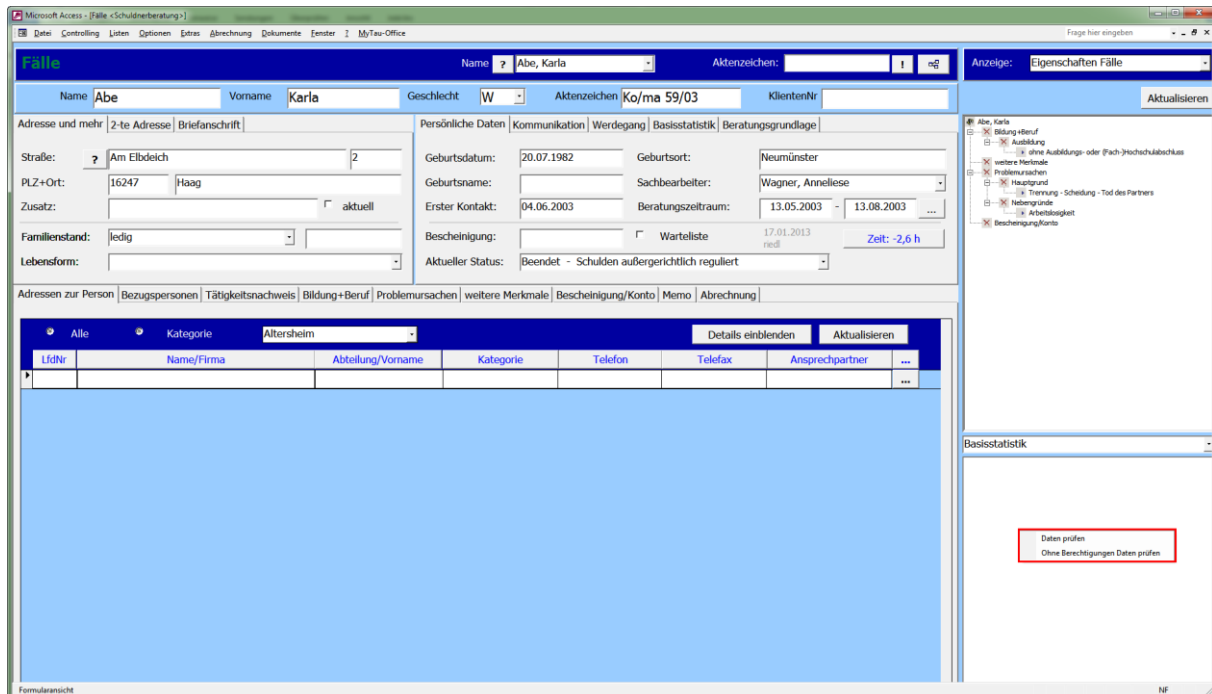 Microsoft Access - [Fälle <Schuldnerberatung>]
Datei Controlling Listen Optionen Extras Abrechnung Dokumente Fenster ? MyTau-Office Frage hier eingeben
Fälle Name ? Abe, Karla Aktenzeichen: ! Anzeige: Eigenschaften Fälle
Name Abe Vorname Karla Geschlecht W Aktenzeichen Ko/ma 59/03 KlientenNr Aktualisieren
Adresse und mehr 2-te Adresse Briefanschrift
Straße: ? Am Elbdeich 2
PLZ+Ort: 16247 Haag
Zusatz: aktuell
Familienstand: ledig
Lebensform:
Persönliche Daten Kommunikation Werdegang Basisstatistik Beratungsgrundlage
Geburtsdatum: 20.07.1982 Geburtsort: Neumünster
Geburtsname: Sachbearbeiter: Wagner, Anneliese
Erster Kontakt: 04.06.2003 Beratungszeitraum: 13.05.2003 - 13.08.2003 ...
Bescheinigung: Warteliste 17.01.2013 riedl Zeit: -2,6 h
Aktueller Status: Beendet - Schulden außergerichtlich reguliert
Abe, Karla
Bildung+Beruf
Ausbildung
ohne Ausbildungs- oder (Fach-)Hochschulabschluss
weitere Merkmale
Problemursachen
Hauptgrund
Trennung - Scheidung - Tod des Partners
Nebengründe
Arbeitslosigkeit
Bescheinigung/Konto
Adressen zur Person Bezugspersonen Tätigkeitsnachweis Bildung+Beruf Problemursachen weitere Merkmale Bescheinigung/Konto Memo Abrechnung
Alle Kategorie Altersheim Details einblenden Aktualisieren
LfdNr Name/Firma Abteilung/Vorname Kategorie Telefon Telefax Ansprechpartner ...
...
Basisstatistik
Daten prüfen
Ohne Berechtigungen Daten prüfen
Formularansicht NF